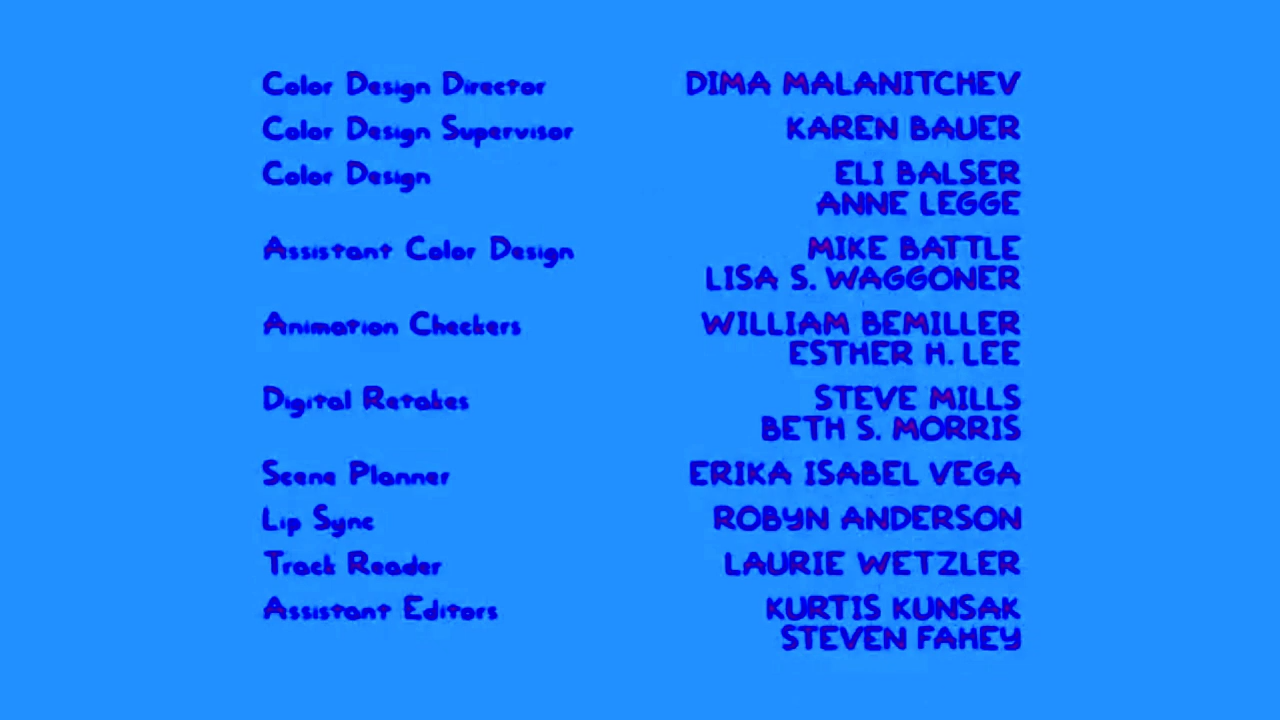 Color Design Director DIMA MALANITCHEV
Color Design Supervisor KAREN BAUER
Color Design ELI BALSER
ANNE LEGGE
Assistant Color Design MIKE BATTLE
LISA S. WAGGONER
Animation Checkers WILLIAM BEMILLER
ESTHER H. LEE
Digital Retakes STEVE MILLS
BETH S. MORRIS
Scene Planner ERIKA ISABEL VEGA
Lip Sync ROBYN ANDERSON
Track Reader LAURIE WETZLER
Assistant Editors KURTIS KUNSAK
STEVEN FAHEY